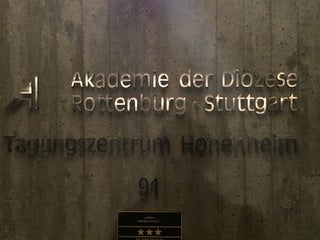 Akademie der Diözese
Rottenburg - Stuttgart
Tagungszentrum Hohenheim
91